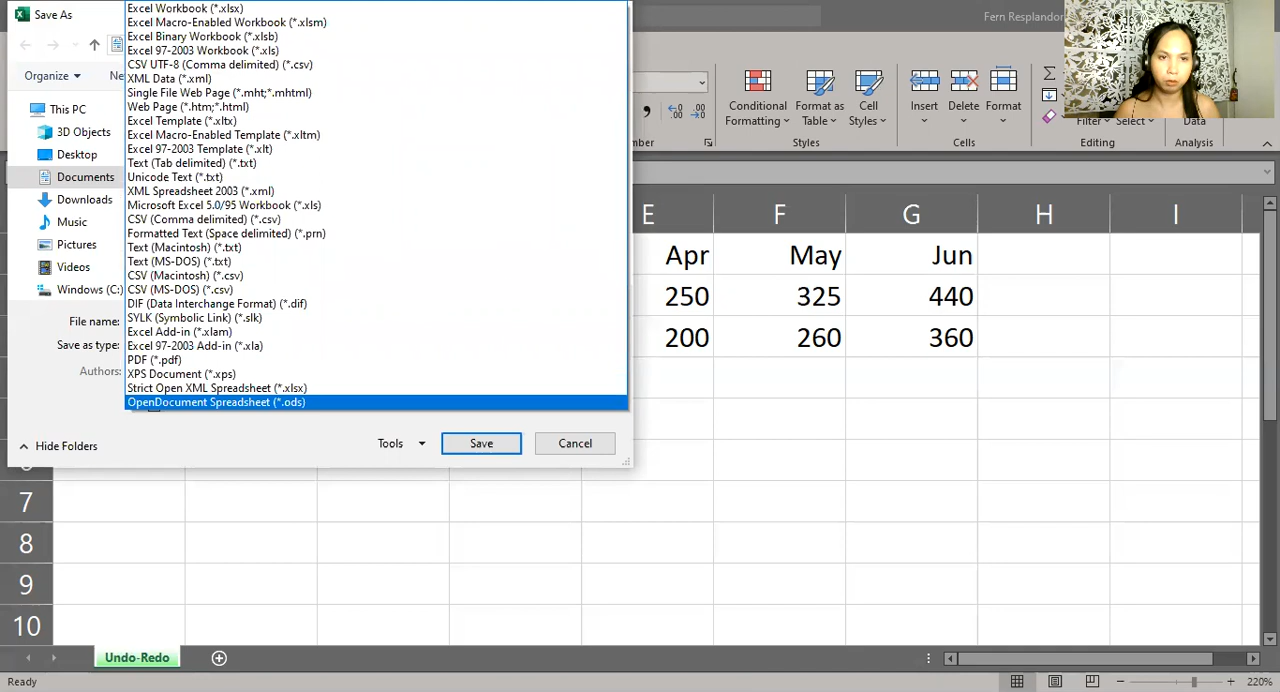 Save As
Excel Workbook (*.xlsx)
Excel Macro-Enabled Workbook (*.xlsm)
Excel Binary Workbook (*.xlsb)
Excel 97-2003 Workbook (*.xls)
CSV UTF-8 (Comma delimited) (*.csv)
XML Data (*.xml)
Single File Web Page (*.mht;*.mhtml)
Web Page (*.htm;*.html)
Excel Template (*.xltx)
Excel Macro-Enabled Template (*.xltm)
Excel 97-2003 Template (*.xlt)
Text (Tab delimited) (*.txt)
Unicode Text (*.txt)
XML Spreadsheet 2003 (*.xml)
Microsoft Excel 5.0/95 Workbook (*.xls)
CSV (Comma delimited) (*.csv)
Formatted Text (Space delimited) (*.prn)
Text (Macintosh) (*.txt)
Text (MS-DOS) (*.txt)
CSV (Macintosh) (*.csv)
CSV (MS-DOS) (*.csv)
DIF (Data Interchange Format) (*.dif)
SYLK (Symbolic Link) (*.slk)
Excel Add-in (*.xlam)
Excel 97-2003 Add-in (*.xla)
PDF (*.pdf)
XPS Document (*.xps)
Strict Open XML Spreadsheet (*.xlsx)
OpenDocument Spreadsheet (*.ods)
Organize Ne
This PC
3D Objects
Desktop
Documents
Downloads
Music
Pictures
Videos
Windows (C:)
File name:
Save as type:
Authors:
Hide Folders
Tools Save Cancel
Fern Resplandor
Conditional Formatting
Format as Table
Cell Styles
Insert Delete Format
Filter Select Data
mber Styles Cells Editing Analysis
E F G H I
Apr May Jun
250 325 440
200 260 360
7
8
9
10
Undo-Redo
Ready
220%